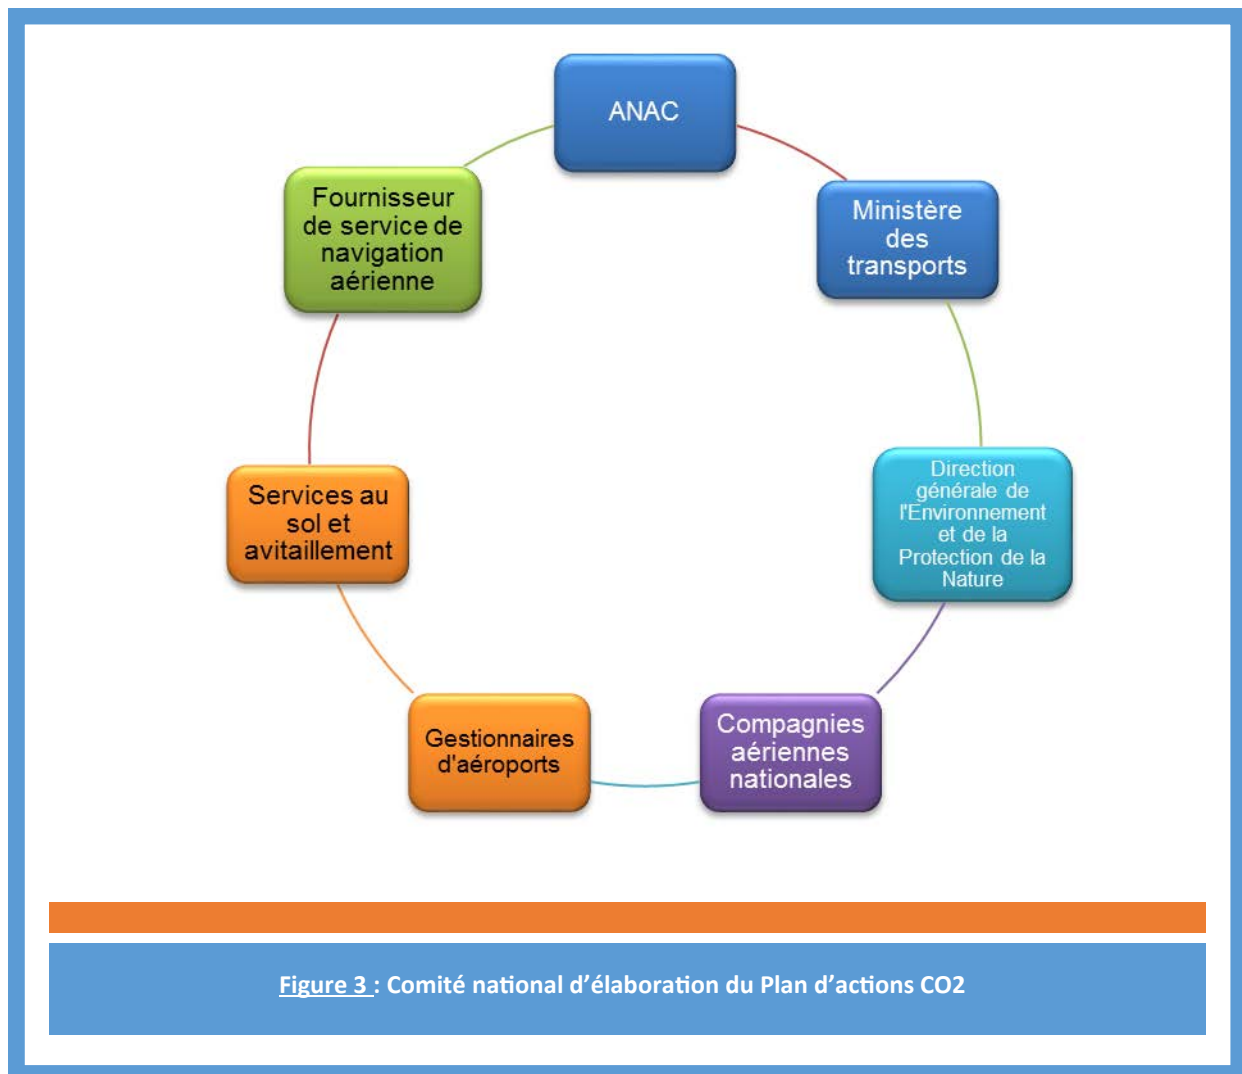 ANAC
Ministère
des
transports
Direction
générale de
l'Environnement
et de la
Protection de la
Nature
Compagnies
aériennes
nationales
Gestionnaires
d'aéroports
Services au
sol et
avitaillement
Fournisseur
de service de
navigation
aérienne
Figure 3 : Comité national d’élaboration du Plan d’actions CO2